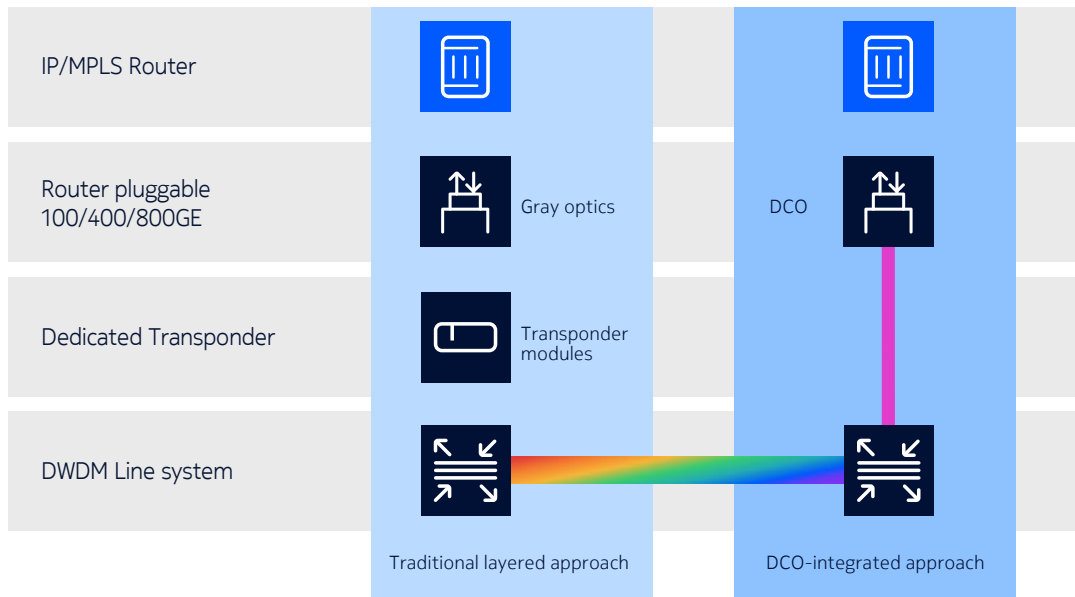 IP/MPLS Router
Router pluggable
100/400/800GE
Gray optics
DCO
Dedicated Transponder
Transponder
modules
DWDM Line system
Traditional layered approach
DCO-integrated approach